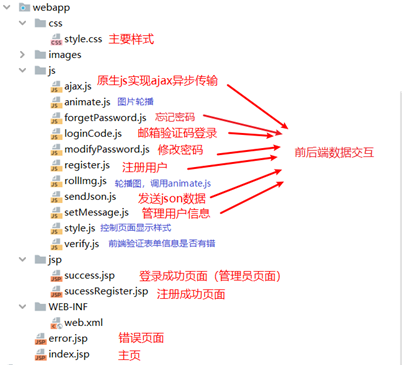 webapp
css
style.css 主要样式
images
js
ajax.js 原生js实现ajax异步传输
animate.js 图片轮播
forgetPassword.js 忘记密码
loginCode.js 邮箱验证码登录
modifyPassword.js 修改密码
前后端数据交互
register.js 注册用户
rollImg.js 轮播图，调用animate.js
sendJson.js 发送json数据
setMessage.js 管理用户信息
style.js 控制页面显示样式
verify.js 前端验证表单信息是否有错
jsp
success.jsp 登录成功页面（管理员页面）
sucessRegister.jsp 注册成功页面
WEB-INF
web.xml
error.jsp 错误页面
index.jsp 主页